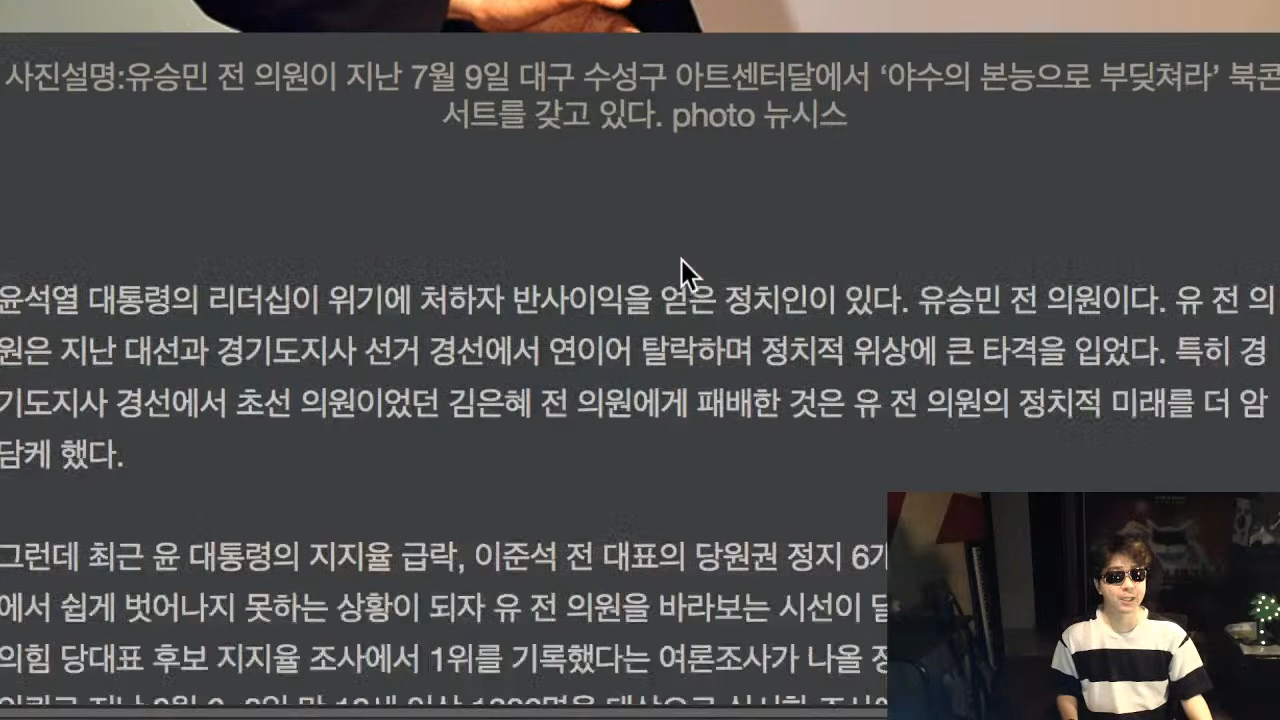 사진설명:유승민 전 의원이 지난 7월 9일 대구 수성구 아트센터달에서 ‘야수의 본능으로 부딪쳐라’ 북콘
서트를 갖고 있다. photo 뉴시스
윤석열 대통령의 리더십이 위기에 처하자 반사이익을 얻은 정치인이 있다. 유승민 전 의원이다. 유 전 의
원은 지난 대선과 경기도지사 선거 경선에서 연이어 탈락하며 정치적 위상에 큰 타격을 입었다. 특히 경
기도지사 경선에서 초선 의원이었던 김은혜 전 의원에게 패배한 것은 유 전 의원의 정치적 미래를 더 암
담케 했다.
그런데 최근 윤 대통령의 지지율 급락, 이준석 전 대표의 당원권 정지 6개
에서 쉽게 벗어나지 못하는 상황이 되자 유 전 의원을 바라보는 시선이
의힘 당대표 후보 지지율 조사에서 1위를 기록했다는 여론조사가 나올